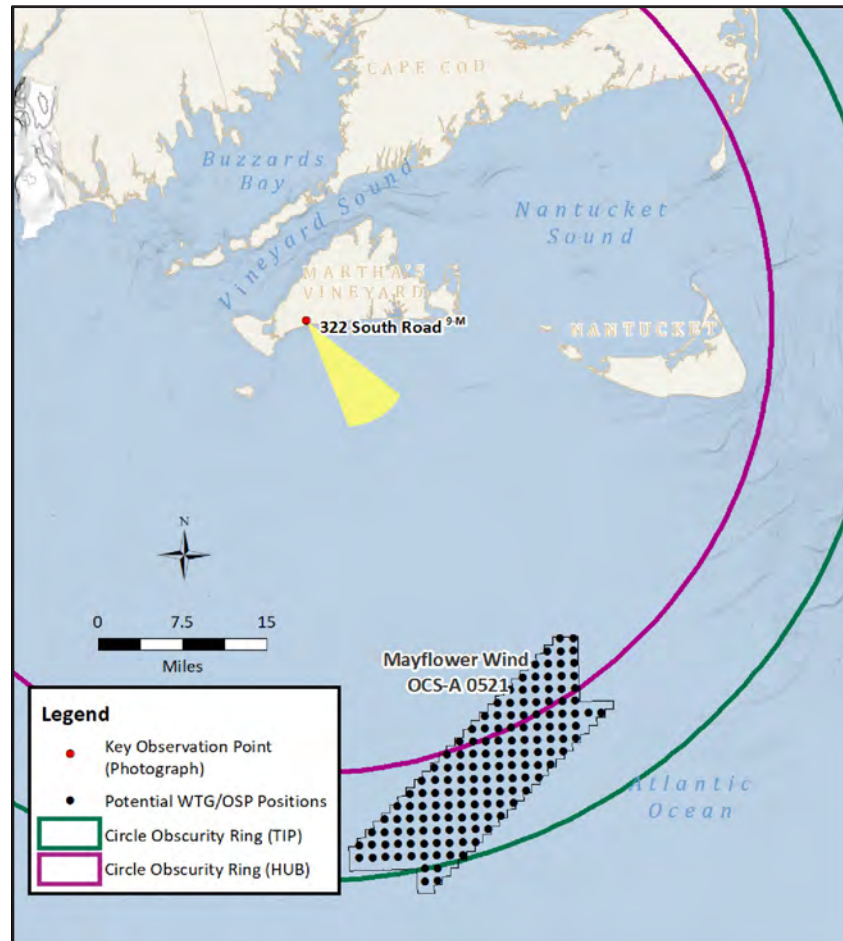 CAPE COD
Buzzards
Bay
Vineyard Sound
Nantucket
Sound
MARTHA'S
VINEYARD
322 South Road 9-M
NANTUCKET
N
0 7.5 15
Miles
Mayflower Wind
OCS-A 0521
Atlantic
Ocean
Legend
Key Observation Point
(Photograph)
Potential WTG/OSP Positions
Circle Obscurity Ring (TIP)
Circle Obscurity Ring (HUB)